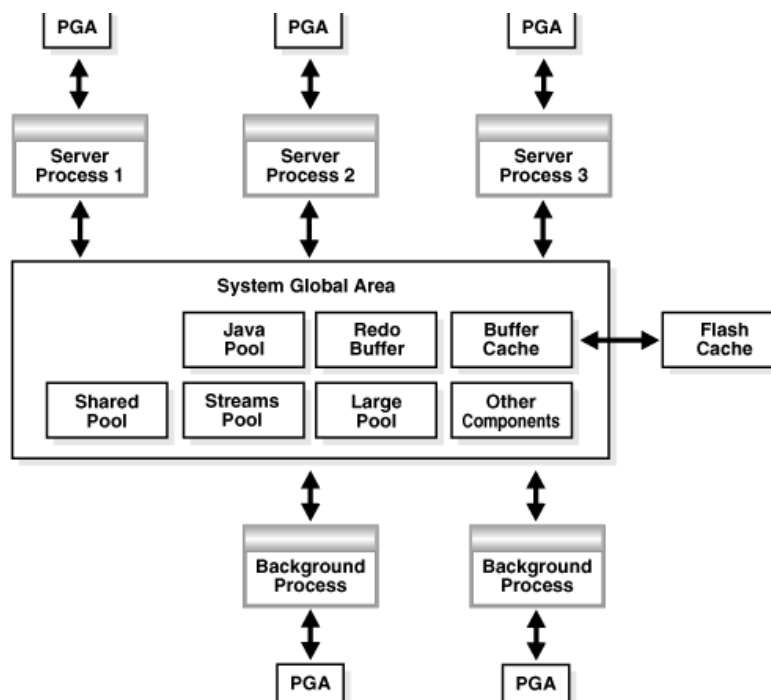 PGA
PGA
PGA
Server
Process 1
Server
Process 2
Server
Process 3
System Global Area
Java
Pool
Redo
Buffer
Buffer
Cache
Flash
Cache
Shared
Pool
Streams
Pool
Large
Pool
Other
Components
Background
Process
Background
Process
PGA
PGA